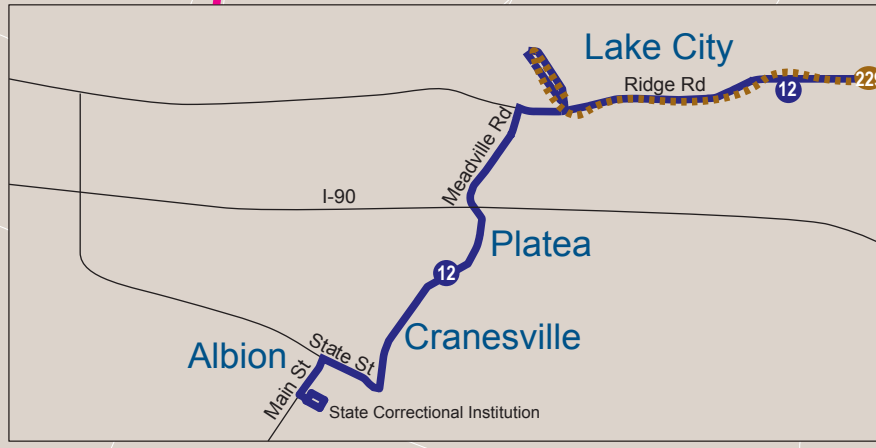 Lake City
Ridge Rd
229
12
Meadville Rd
I-90
Platea
12
Cranesville
State St
Albion
Main St
State Correctional Institution